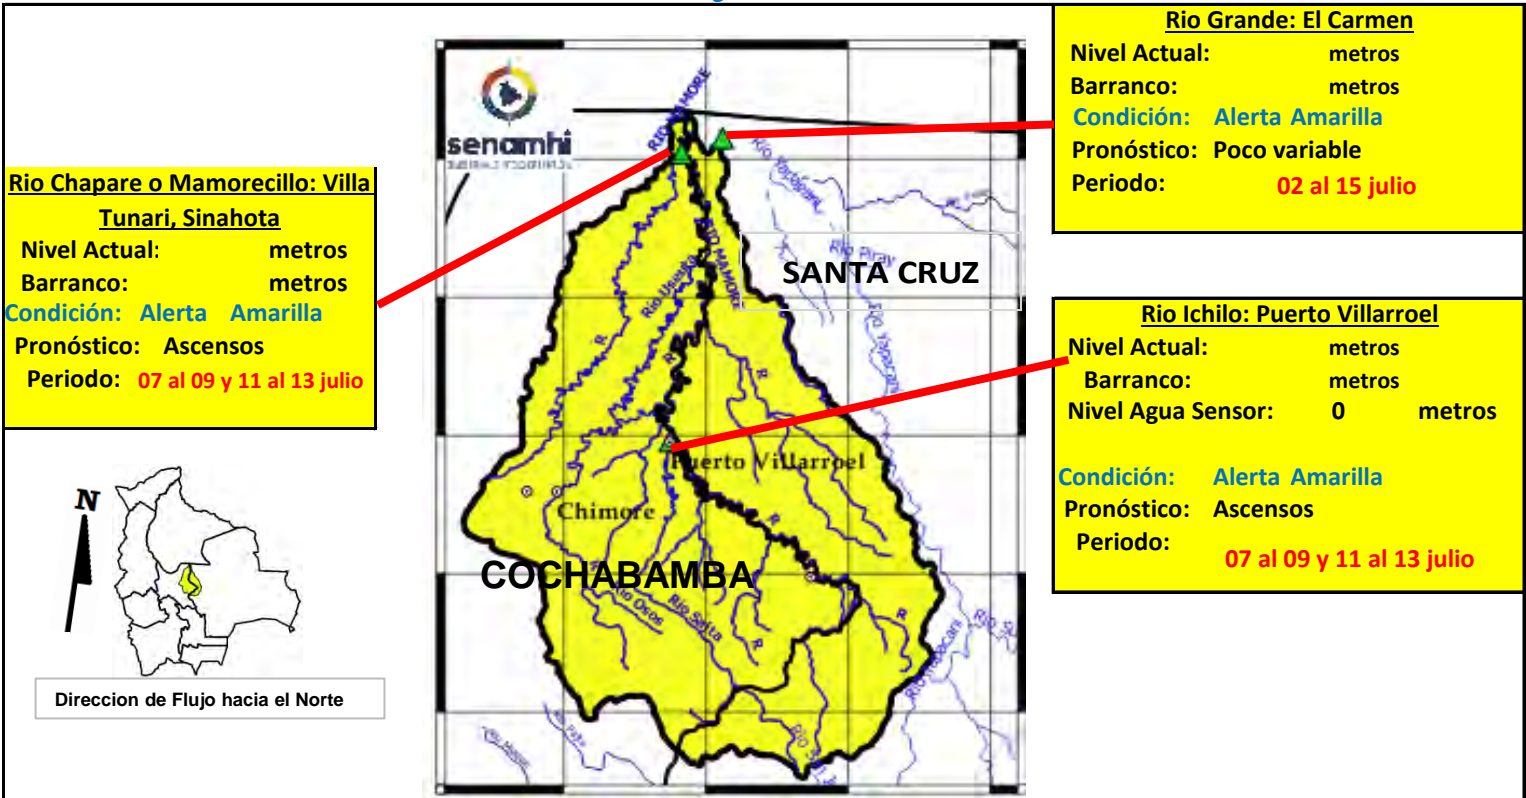 Rio Grande: El Carmen
Nivel Actual: metros
Barranco: metros
Condición: Alerta Amarilla
Pronóstico: Poco variable
Periodo: 02 al 15 julio
Rio Chapare o Mamorecillo: Villa
Tunari, Sinahota
Nivel Actual: metros
Barranco: metros
Condición: Alerta Amarilla
Pronóstico: Ascensos
Periodo: 07 al 09 y 11 al 13 julio
Rio Ichilo: Puerto Villarroel
Nivel Actual: metros
Barranco: metros
Nivel Agua Sensor: 0 metros
Condición: Alerta Amarilla
Pronóstico: Ascensos
Periodo:
07 al 09 y 11 al 13 julio
senamhi
RIO MAMORE
Rio Yapacani
Rio Piray
SANTA CRUZ
RIO MAMORE
Rio Yapacani
R
R
R
Puerto Villarroel
Chimore
R
COCHABAMBA
Rio Osos
Rio Sajta
R
R
Rio Yapacani
N
Direccion de Flujo hacia el Norte